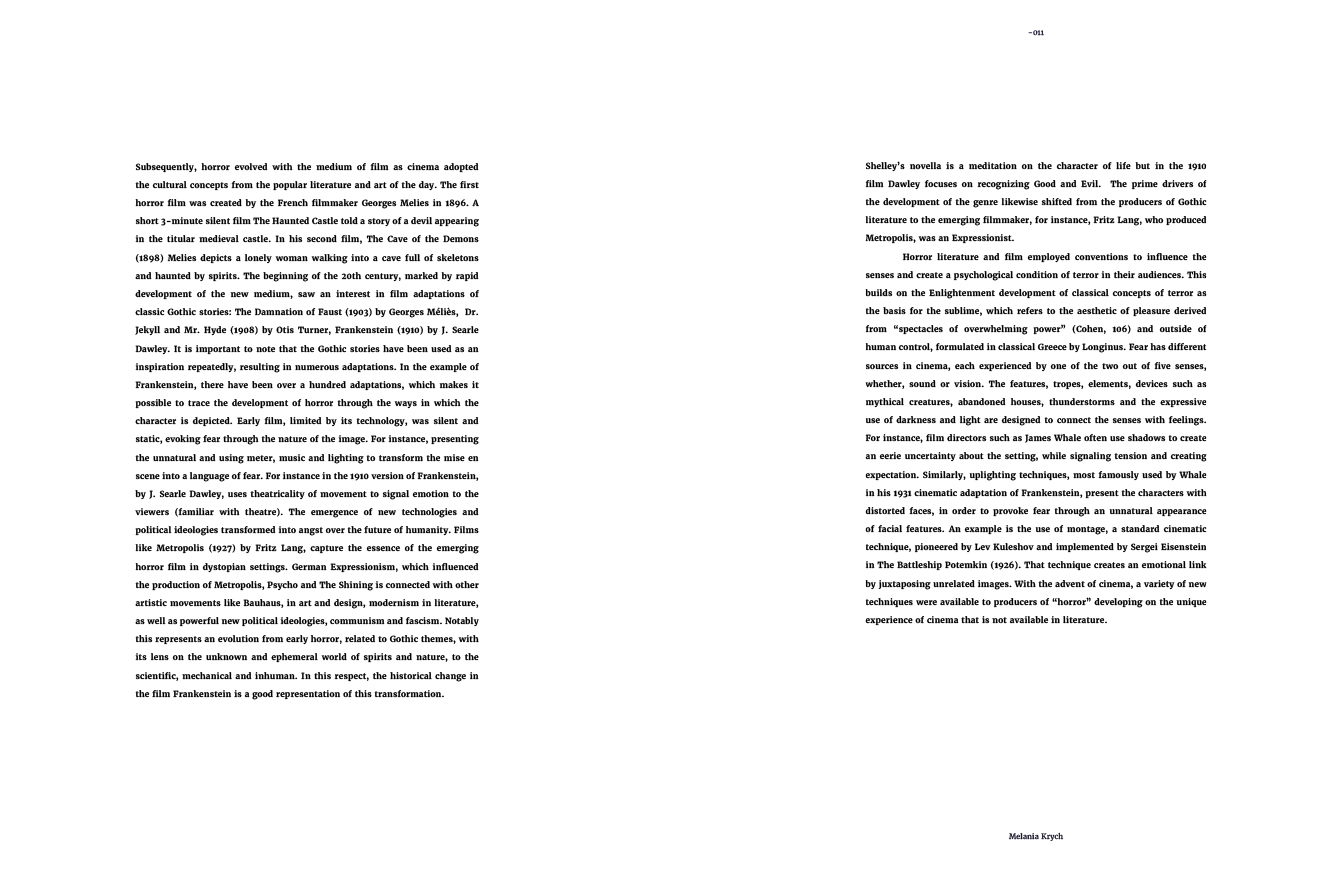 Subsequently, horror evolved with the medium of film as cinema adopted
the cultural concepts from the popular literature and art of the day. The first
horror film was created by the French filmmaker Georges Melies in 1896. A
short 3-minute silent film The Haunted Castle told a story of a devil appearing
in the titular medieval castle. In his second film, The Cave of the Demons
(1898) Melies depicts a lonely woman walking into a cave full of skeletons
and haunted by spirits. The beginning of the 20th century, marked by rapid
development of the new medium, saw an interest in film adaptations of
classic Gothic stories: The Damnation of Faust (1903) by Georges Méliès, Dr.
Jekyll and Mr. Hyde (1908) by Otis Turner, Frankenstein (1910) by J. Searle
Dawley. It is important to note that the Gothic stories have been used as an
inspiration repeatedly, resulting in numerous adaptations. In the example of
Frankenstein, there have been over a hundred adaptations, which makes it
possible to trace the development of horror through the ways in which the
character is depicted. Early film, limited by its technology, was silent and
static, evoking fear through the nature of the image. For instance, presenting
the unnatural and using meter, music and lighting to transform the mise en
scene into a language of fear. For instance in the 1910 version of Frankenstein,
by J. Searle Dawley, uses theatricality of movement to signal emotion to the
viewers (familiar with theatre). The emergence of new technologies and
political ideologies transformed into angst over the future of humanity. Films
like Metropolis (1927) by Fritz Lang, capture the essence of the emerging
horror film in dystopian settings. German Expressionism, which influenced
the production of Metropolis, Psycho and The Shining is connected with other
artistic movements like Bauhaus, in art and design, modernism in literature,
as well as powerful new political ideologies, communism and fascism. Notably
this represents an evolution from early horror, related to Gothic themes, with
its lens on the unknown and ephemeral world of spirits and nature, to the
scientific, mechanical and inhuman. In this respect, the historical change in
the film Frankenstein is a good representation of this transformation.
-011
Shelley's novella is a meditation on the character of life but in the 1910
film Dawley focuses on recognizing Good and Evil. The prime drivers of
the development of the genre likewise shifted from the producers of Gothic
literature to the emerging filmmaker, for instance, Fritz Lang, who produced
Metropolis, was an Expressionist.
Horror literature and film employed conventions to influence the
senses and create a psychological condition of terror in their audiences. This
builds on the Enlightenment development of classical concepts of terror as
the basis for the sublime, which refers to the aesthetic of pleasure derived
from “spectacles of overwhelming power” (Cohen, 106) and outside of
human control, formulated in classical Greece by Longinus. Fear has different
sources in cinema, each experienced by one of the two out of five senses,
whether, sound or vision. The features, tropes, elements, devices such as
mythical creatures, abandoned houses, thunderstorms and the expressive
use of darkness and light are designed to connect the senses with feelings.
For instance, film directors such as James Whale often use shadows to create
an eerie uncertainty about the setting, while signaling tension and creating
expectation. Similarly, uplighting techniques, most famously used by Whale
in his 1931 cinematic adaptation of Frankenstein, present the characters with
distorted faces, in order to provoke fear through an unnatural appearance
of facial features. An example is the use of montage, a standard cinematic
technique, pioneered by Lev Kuleshov and implemented by Sergei Eisenstein
in The Battleship Potemkin (1926). That technique creates an emotional link
by juxtaposing unrelated images. With the advent of cinema, a variety of new
techniques were available to producers of “horror” developing on the unique
experience of cinema that is not available in literature.
Melania Krych